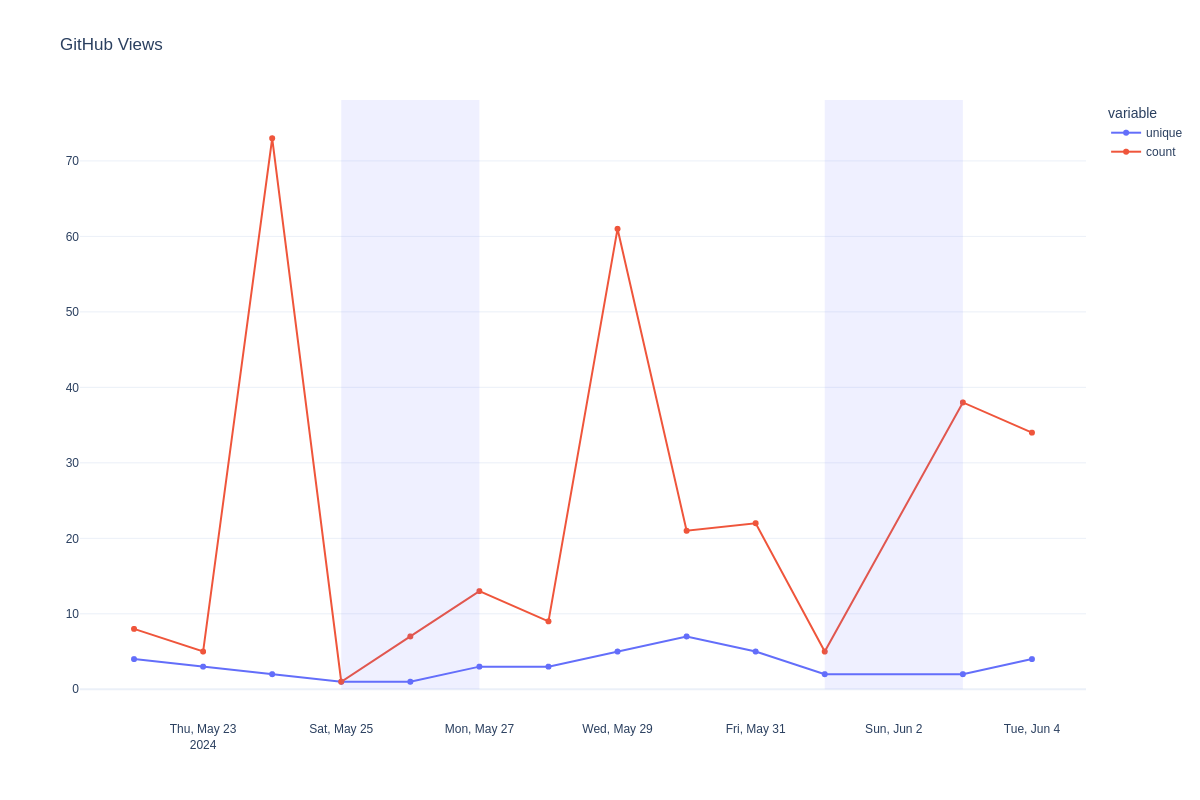 GitHub Views
variable
unique
count
70
60
50
40
30
20
10
0
Thu, May 23
2024
Sat, May 25
Mon, May 27
Wed, May 29
Fri, May 31
Sun, Jun 2
Tue, Jun 4